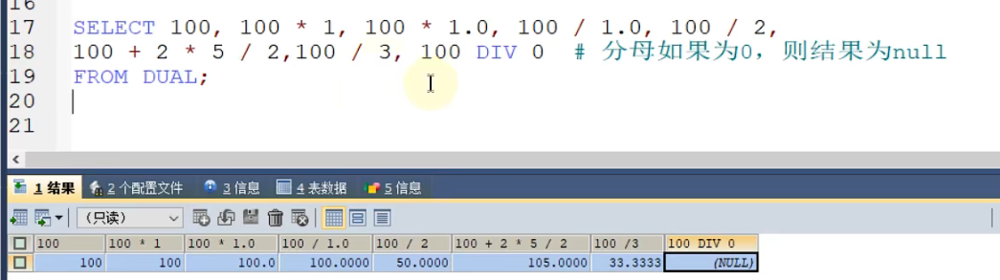 16
17 SELECT 100, 100 * 1, 100 * 1.0, 100 / 1.0, 100 / 2,
18 100 + 2 * 5 / 2,100 / 3, 100 DIV 0 # 分母如果为0，则结果为null
19 FROM DUAL;
20
21
1 结果 2 个配置文件 3 信息 4 表数据 5 信息
（只读）
100 100 * 1 100 * 1.0 100 / 1.0 100 / 2 100 + 2 * 5 / 2 100 /3 100 DIV 0
100 100 100.0 100.0000 50.0000 105.0000 33.3333 (NULL)